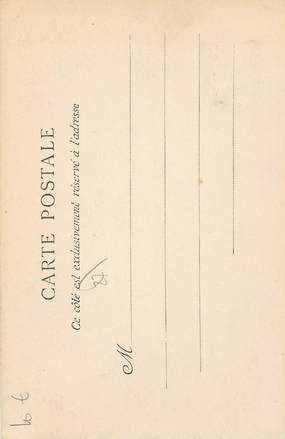 CARTE POSTALE
Ce côté est exclusivement réservé à l'adresse
M